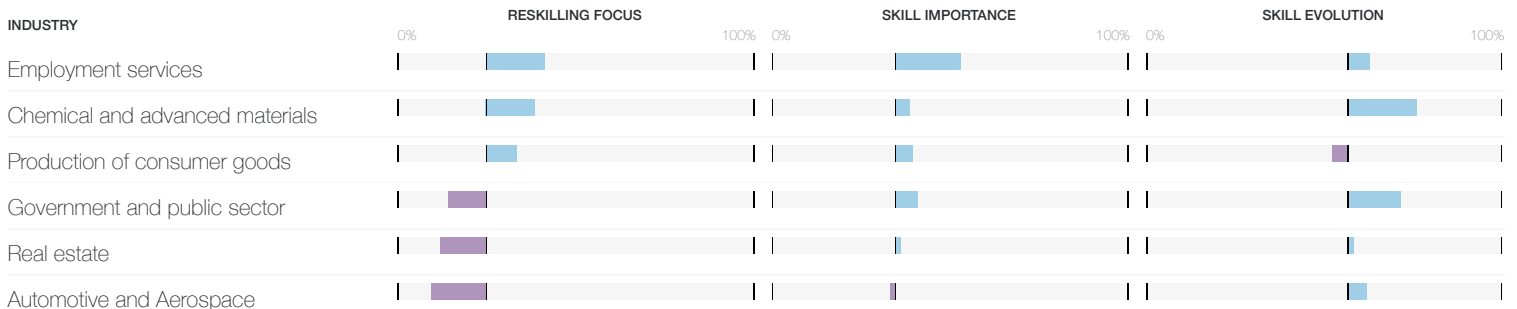 INDUSTRY RESKILLING FOCUS SKILL IMPORTANCE SKILL EVOLUTION
0% 100% 0% 100% 0% 100%
Employment services
Chemical and advanced materials
Production of consumer goods
Government and public sector
Real estate
Automotive and Aerospace